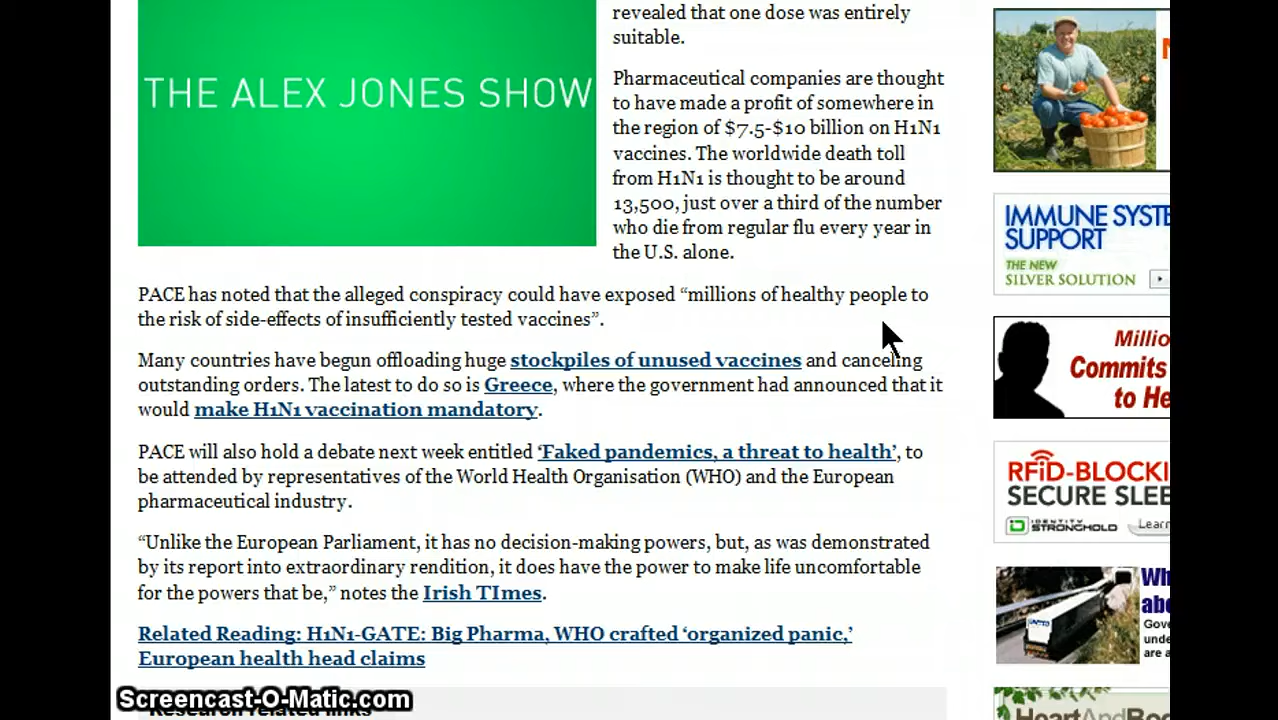 THE ALEX JONES SHOW
revealed that one dose was entirely
suitable.
Pharmaceutical companies are thought
to have made a profit of somewhere in
the region of $7.5-$10 billion on H1N1
vaccines. The worldwide death toll
from H1N1 is thought to be around
13,500, just over a third of the number
who die from regular flu every year in
the U.S. alone.
PACE has noted that the alleged conspiracy could have exposed “millions of healthy people to
the risk of side-effects of insufficiently tested vaccines”.
Many countries have begun offloading huge stockpiles of unused vaccines and canceling
outstanding orders. The latest to do so is Greece, where the government had announced that it
would make H1N1 vaccination mandatory.
PACE will also hold a debate next week entitled ‘Faked pandemics, a threat to health’, to
be attended by representatives of the World Health Organisation (WHO) and the European
pharmaceutical industry.
“Unlike the European Parliament, it has no decision-making powers, but, as was demonstrated
by its report into extraordinary rendition, it does have the power to make life uncomfortable
for the powers that be,” notes the Irish TImes.
Related Reading: H1N1-GATE: Big Pharma, WHO crafted ‘organized panic,’
European health head claims
Research related links
Screencast-O-Matic.com
IMMUNE SYSTE
SUPPORT
THE NEW
SILVER SOLUTION
Millio
Commits
to He
RFiD-BLOCKI
SECURE SLEE
IDENTITY
STRONGHOLD
Learn
Wh
abo
Gove
unde
are a
HeartAndBo